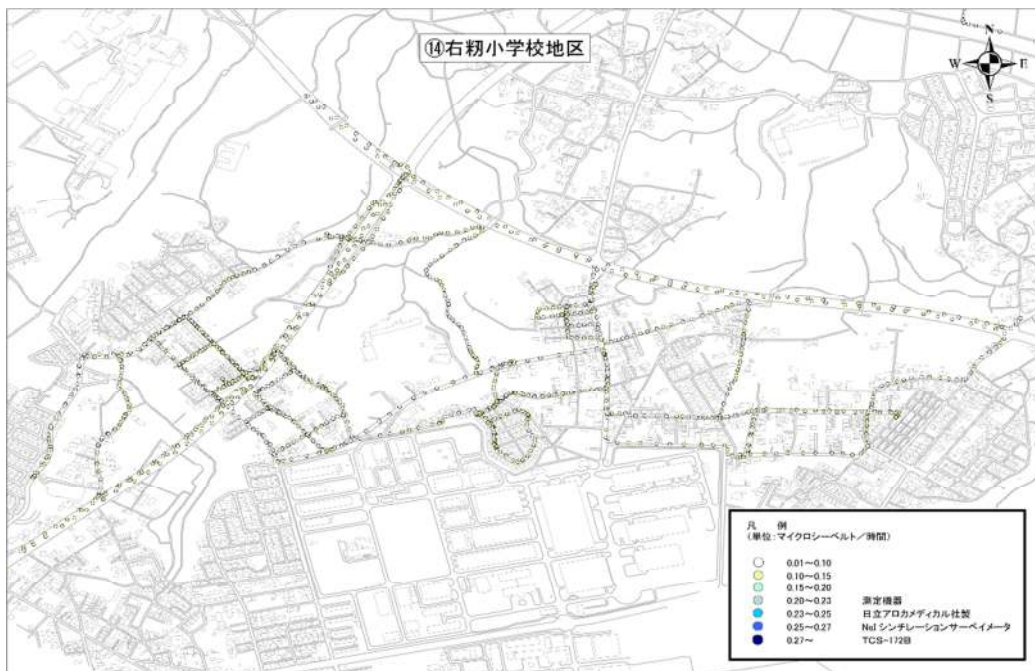 ⑭右籾小学校地区
N
W E
S
凡 例
(単位:マイクロシーベルト/時間)
0.01~0.10
0.10~0.15
0.15~0.20
0.20~0.23 測定機器
0.23~0.25 日立アロカメディカル社製
0.25~0.27 NaIシンチレーションサーベイメータ
0.27~ TCS-172B